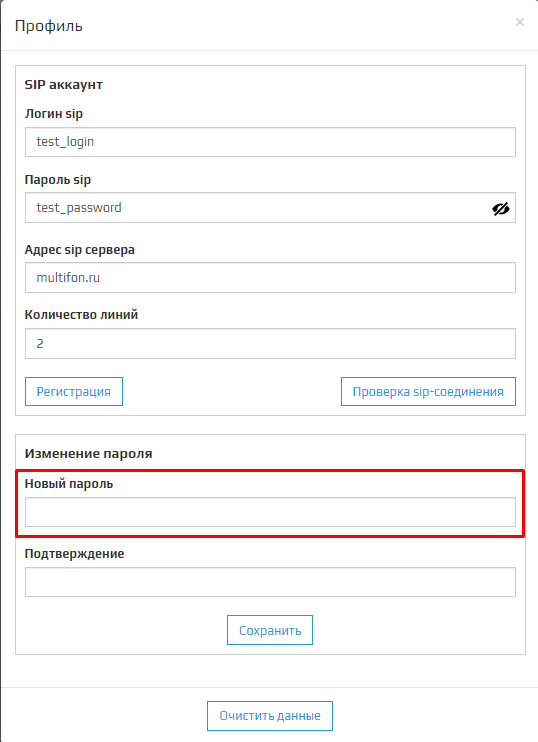 Профиль
×
SIP аккаунт
Логин sip
test_login
Пароль sip
test_password
Адрес sip сервера
multifon.ru
Количество линий
2
Регистрация
Проверка sip-соединения
Изменение пароля
Новый пароль
Подтверждение
Сохранить
Очистить данные